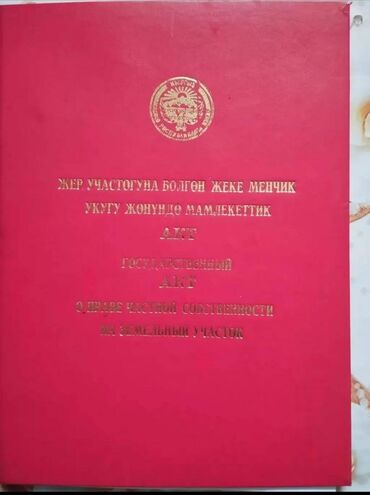 ЖЕР УЧАСТОГУНА БОЛГОН ЖЕКЕ МЕНЧИК
УКУГУ ЖӨНҮНДӨ МАМЛЕКЕТТИК
АКТ
ГОСУДАРСТВЕННЫЙ
АКТ
О ПРАВЕ ЧАСТНОЙ СОБСТВЕННОСТИ
НА ЗЕМЕЛЬНЫЙ УЧАСТОК